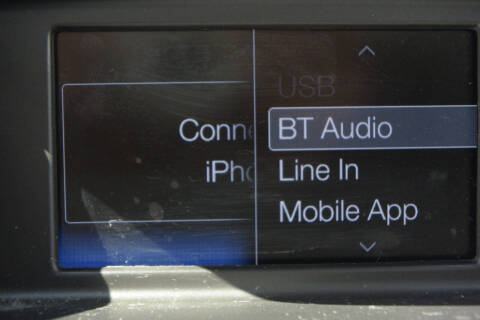 Conne
iPho
USB
BT Audio
Line In
Mobile App